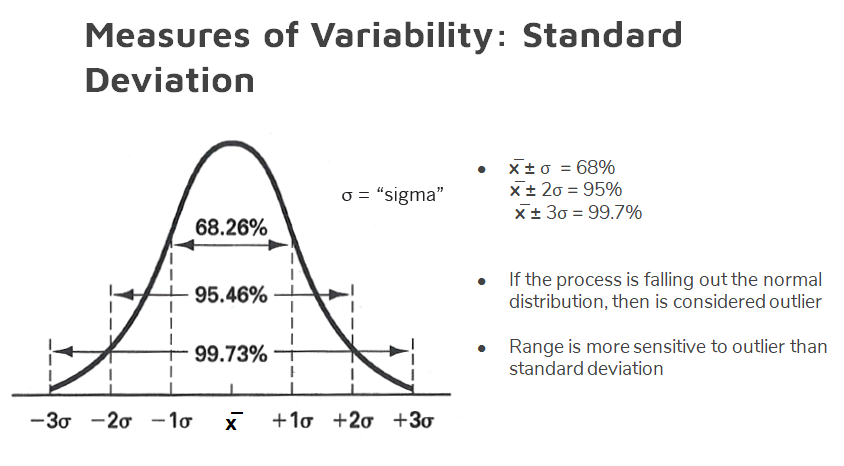 Measures of Variability: Standard
Deviation
σ = “sigma”
68.26%
95.46%
99.73%
−3σ −2σ −1σ x̄ +1σ +2σ +3σ
• x̄ ± σ = 68%
x̄ ± 2σ = 95%
x̄ ± 3σ = 99.7%
• If the process is falling out the normal
distribution, then is considered outlier
• Range is more sensitive to outlier than
standard deviation